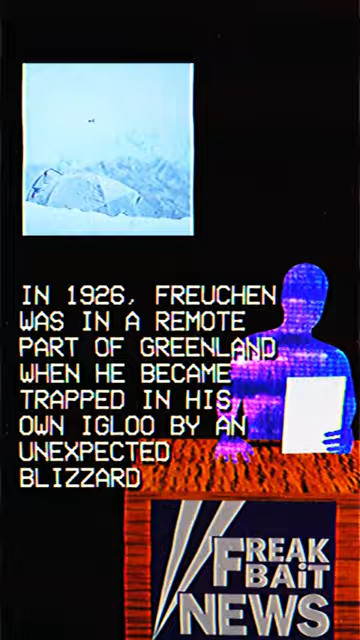 IN 1926, FREUCHEN
WAS IN A REMOTE
PART OF GREENLAND
WHEN HE BECAME
TRAPPED IN HIS
OWN IGLOO BY AN
UNEXPECTED
BLIZZARD
FREAK
BAiT
NEWS